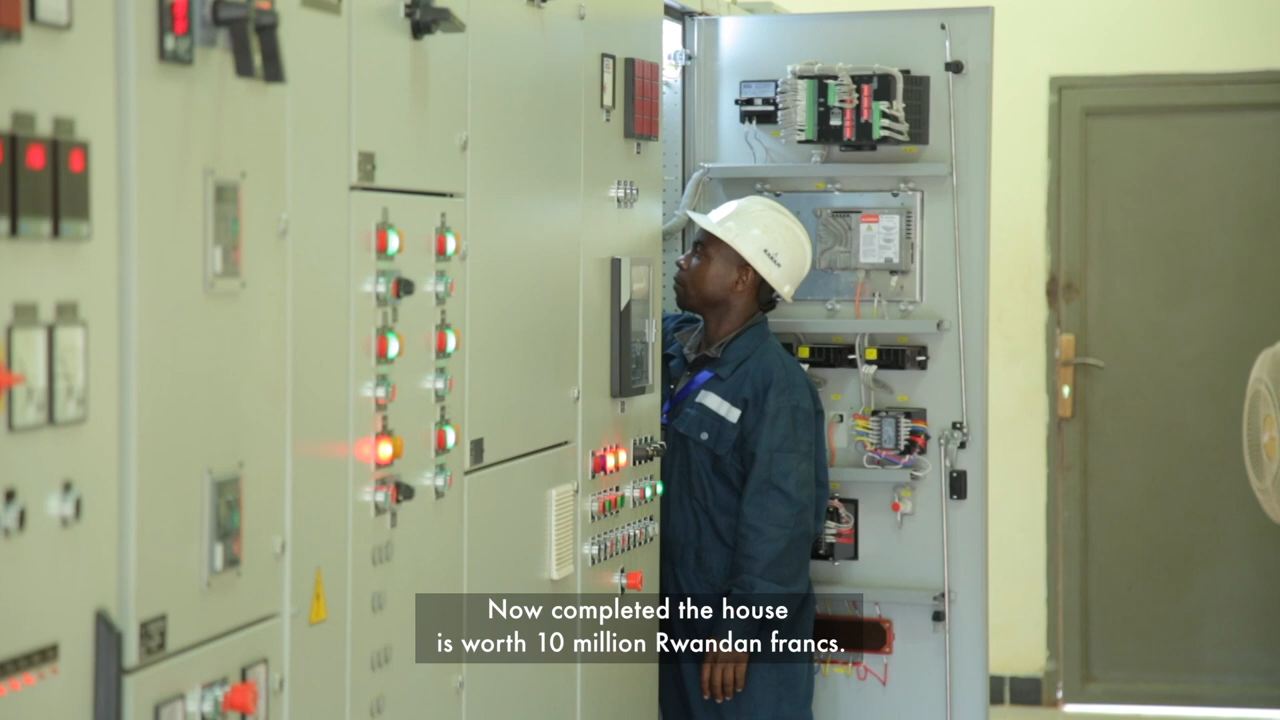 Now completed the house
is worth 10 million Rwandan francs.